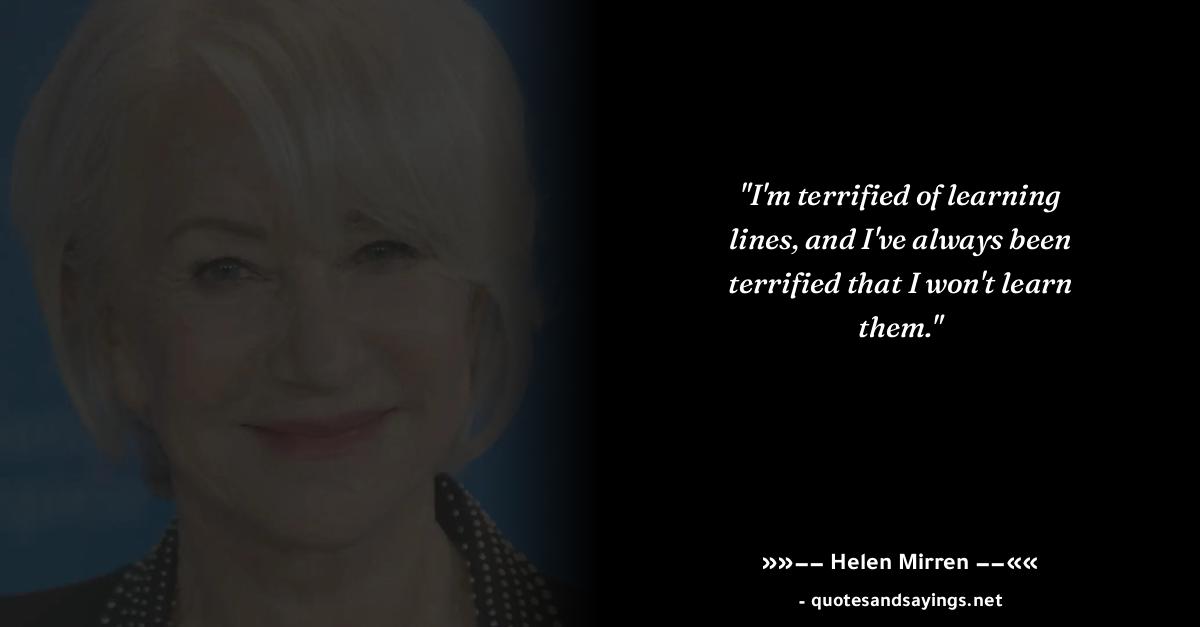 "I'm terrified of learning
lines, and I've always been
terrified that I won't learn
them."
»»–– Helen Mirren ––««
- quotesandsayings.net